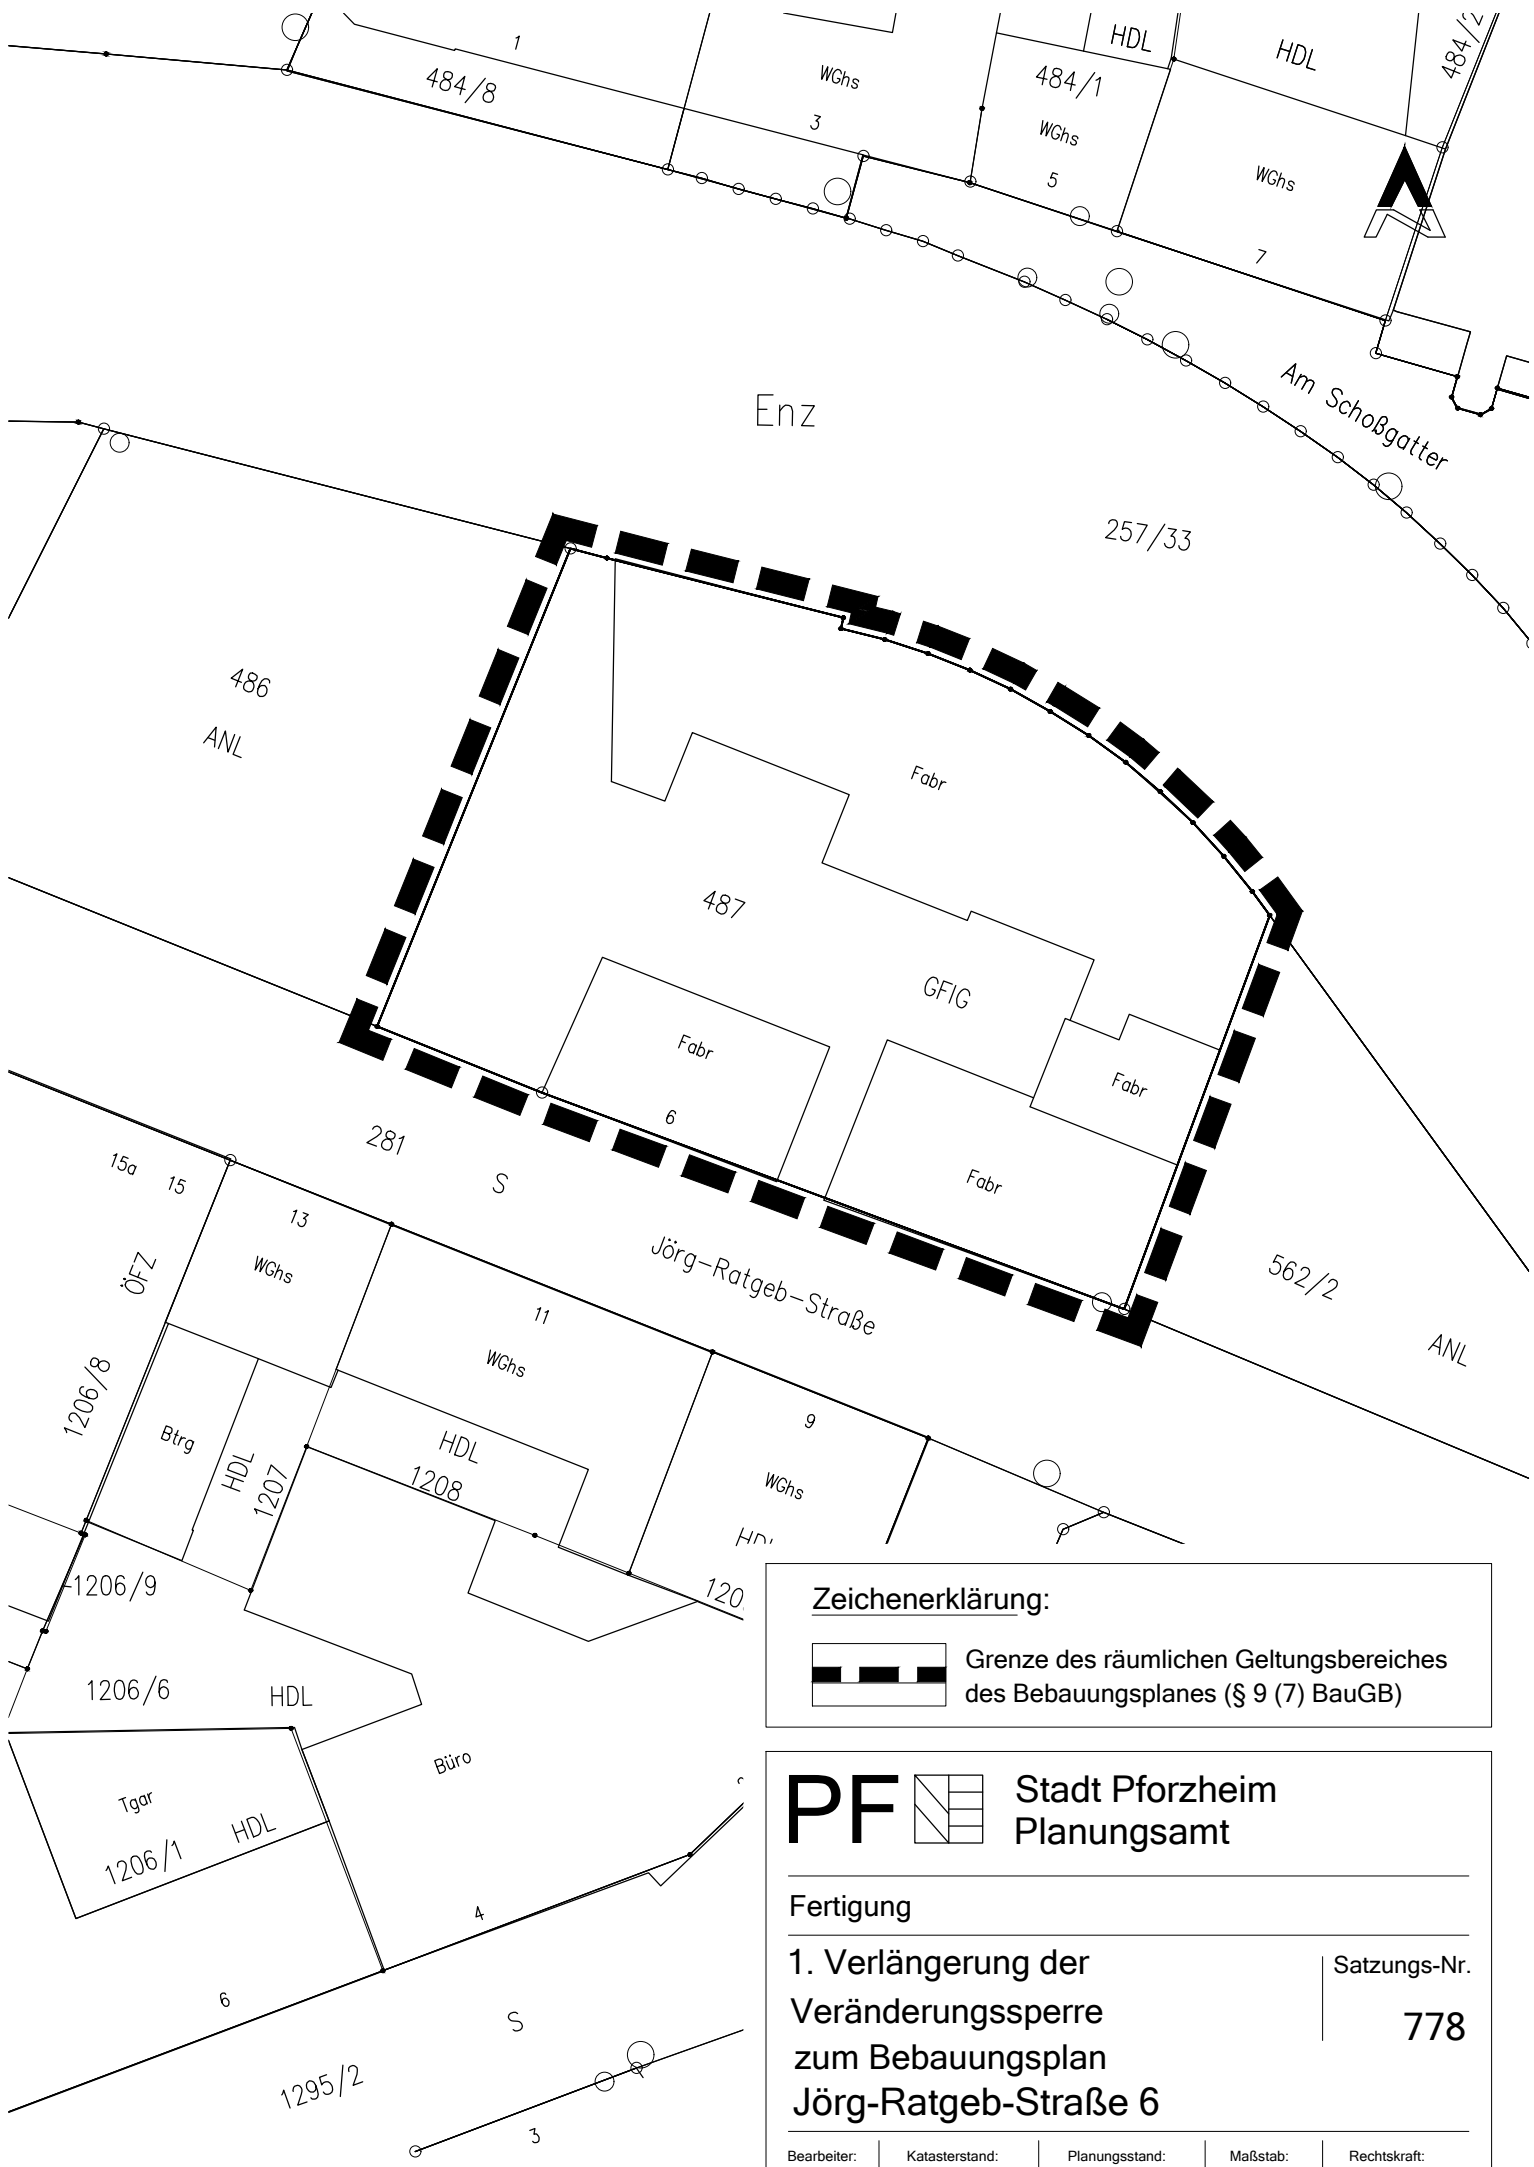 1
484/8
WGhs
3
HDL
484/1
WGhs
5
HDL
484/2
WGhs
7
Am Schoßgatter
Enz
257/33
486
ANL
Fabr
487
GFIG
Fabr
6
Fabr
Fabr
281
S
Jörg-Ratgeb-Straße
562/2
ANL
15a
15
13
WGhs
ÖFZ
11
WGhs
1206/8
Btrg
HDL
1207
HDL
1208
9
WGhs
120
1206/9
1206/6
HDL
Büro
Tgar
HDL
1206/1
4
6
S
1295/2
3
Zeichenerklärung:
Grenze des räumlichen Geltungsbereiches
des Bebauungsplanes (§ 9 (7) BauGB)
PF
Stadt Pforzheim
Planungsamt
Fertigung
1. Verlängerung der
Veränderungssperre
zum Bebauungsplan
Jörg-Ratgeb-Straße 6
Satzungs-Nr.
778
Bearbeiter: Katasterstand: Planungsstand: Maßstab: Rechtskraft: